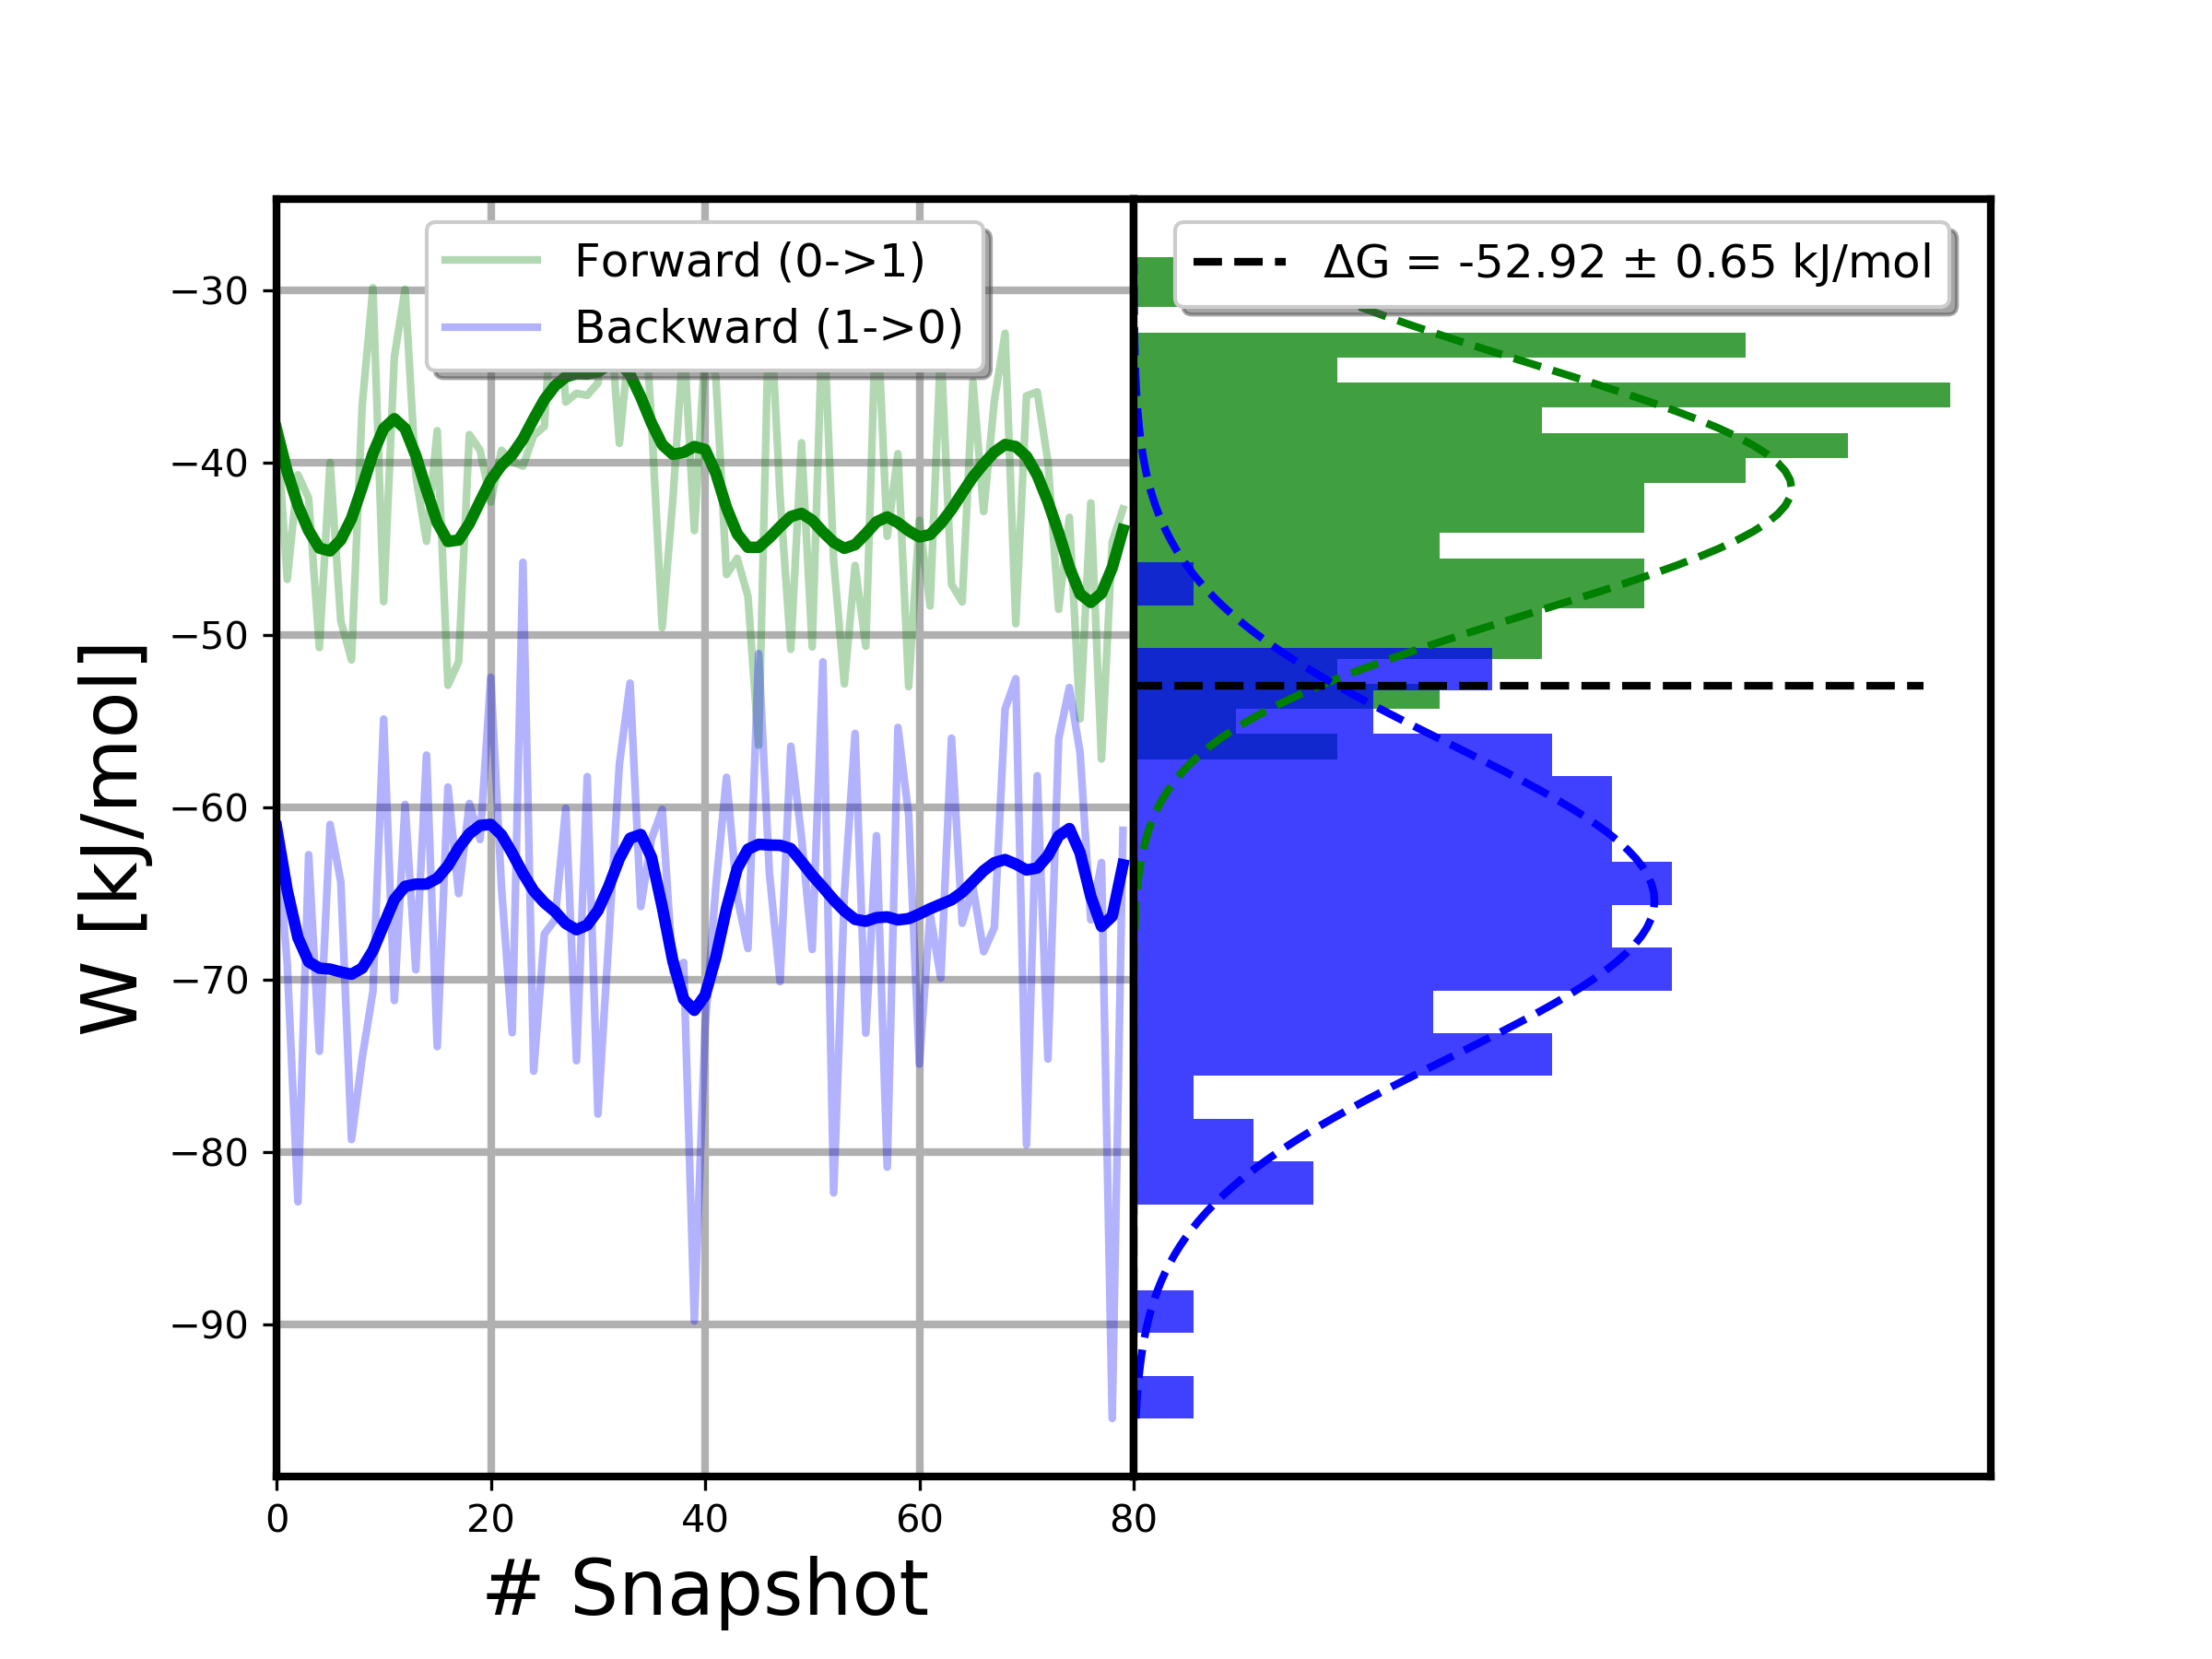 Forward (0->1)
Backward (1->0)
ΔG = -52.92 ± 0.65 kJ/mol
W [kJ/mol]
−30
−40
−50
−60
−70
−80
−90
0 20 40 60 80
# Snapshot